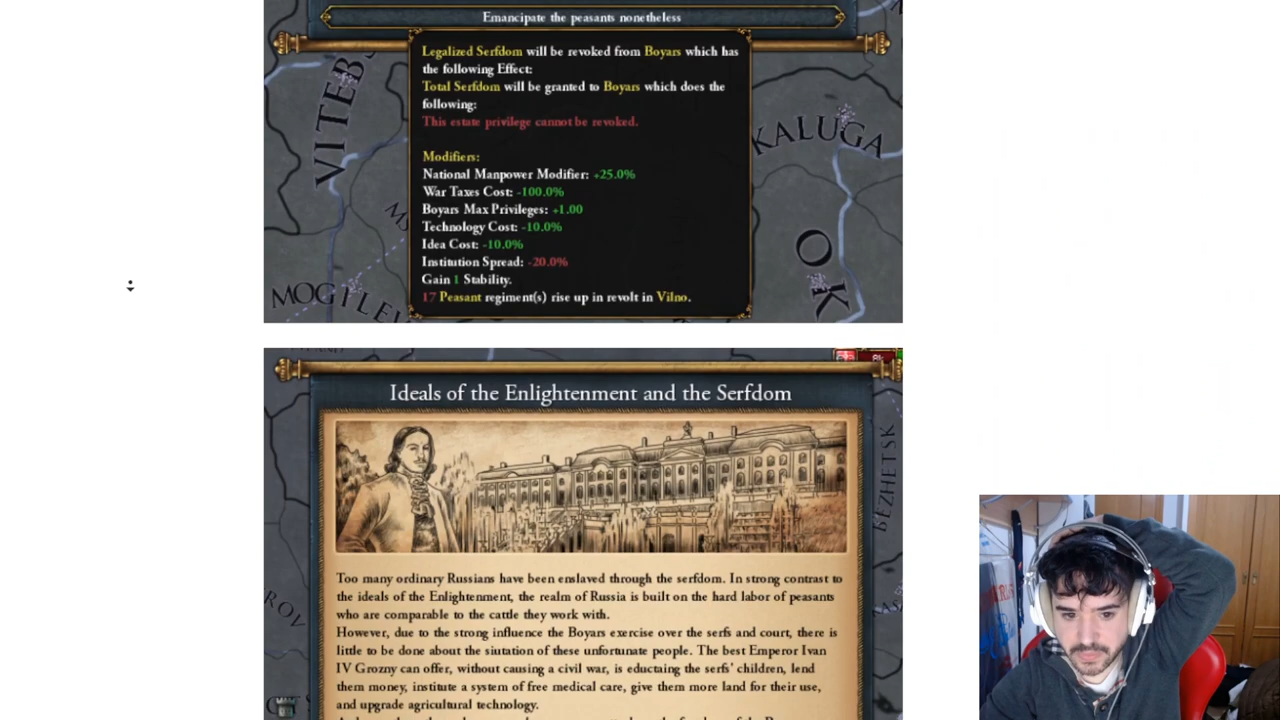 Emancipate the peasants nonetheless
VITEB
KALUGA
OK
MOGILEV
Legalized Serfdom will be revoked from Boyars which has
the following Effect:
Total Serfdom will be granted to Boyars which does the
following:
This estate privilege cannot be revoked.
Modifiers:
National Manpower Modifier: +25.0%
War Taxes Cost: -100.0%
Boyars Max Privileges: +1.00
Technology Cost: -10.0%
Idea Cost: -10.0%
Institution Spread: -20.0%
Gain 1 Stability.
17 Peasant regiment(s) rise up in revolt in Vilno.
Ideals of the Enlightenment and the Serfdom
BEZHETSK
Too many ordinary Russians have been enslaved through the serfdom. In strong contrast to
the ideals of the Enlightenment, the realm of Russia is built on the hard labor of peasants
who are comparable to the cattle they work with.
However, due to the strong influence the Boyars exercise over the serfs and court, there is
little to be done about the siutation of these unfortunate people. The best Emperor Ivan
IV Grozny can offer, without causing a civil war, is eductaing the serfs' children, lend
them money, institute a system of free medical care, give them more land for their use,
and upgrade agricultural technology.
ROV